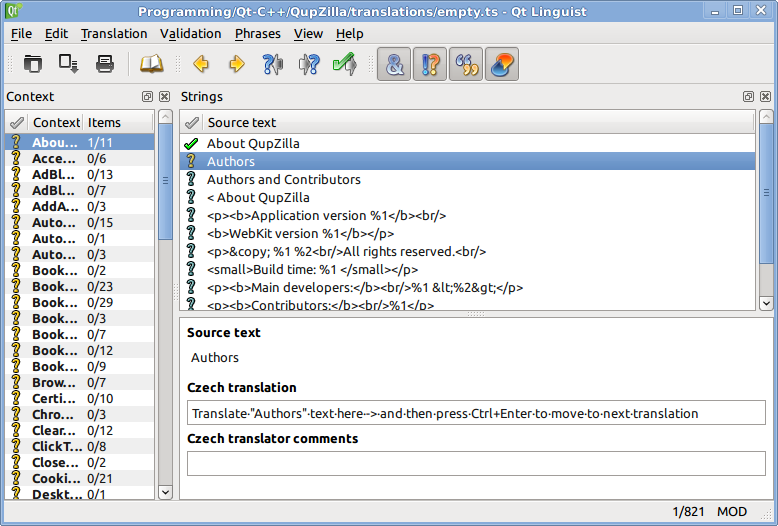 Programming/Qt-C++/QupZilla/translations/empty.ts - Qt Linguist
File Edit Translation Validation Phrases View Help
Context
Context Items
Abou... 1/11
Acce... 0/6
AdBl... 0/13
AdBl... 0/7
AddA... 0/3
Auto... 0/15
Auto... 0/1
Auto... 0/3
Book... 0/2
Book... 0/23
Book... 0/29
Book... 0/3
Book... 0/7
Book... 0/12
Book... 0/9
Brow... 0/7
Certi... 0/10
Chro... 0/3
Clear... 0/12
ClickT... 0/8
Close... 0/2
Cooki... 0/21
Deskt... 0/1
Strings
Source text
About QupZilla
Authors
Authors and Contributors
< About QupZilla
<p><b>Application version %1</b><br/>
<b>WebKit version %1</b></p>
<p>&copy; %1 %2<br/>All rights reserved.<br/>
<small>Build time: %1 </small></p>
<p><b>Main developers:</b><br/>%1 &lt;%2&gt;</p>
<p><b>Contributors:</b><br/>%1</p>
Source text
Authors
Czech translation
Translate·"Authors"·text·here·->·and·then·press·Ctrl+Enter·to·move·to·next·translation
Czech translator comments
1/821 MOD